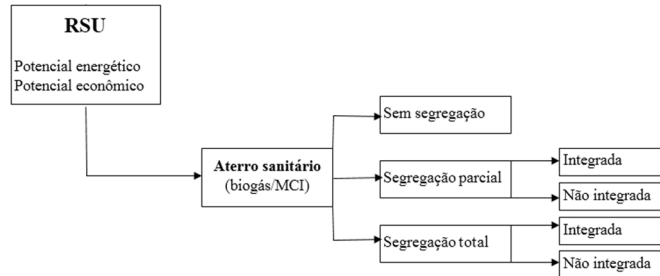 RSU
Potencial energético
Potencial econômico
Aterro sanitário
(biogás/MCI)
Sem segregação
Segregação parcial
Integrada
Não integrada
Segregação total
Integrada
Não integrada